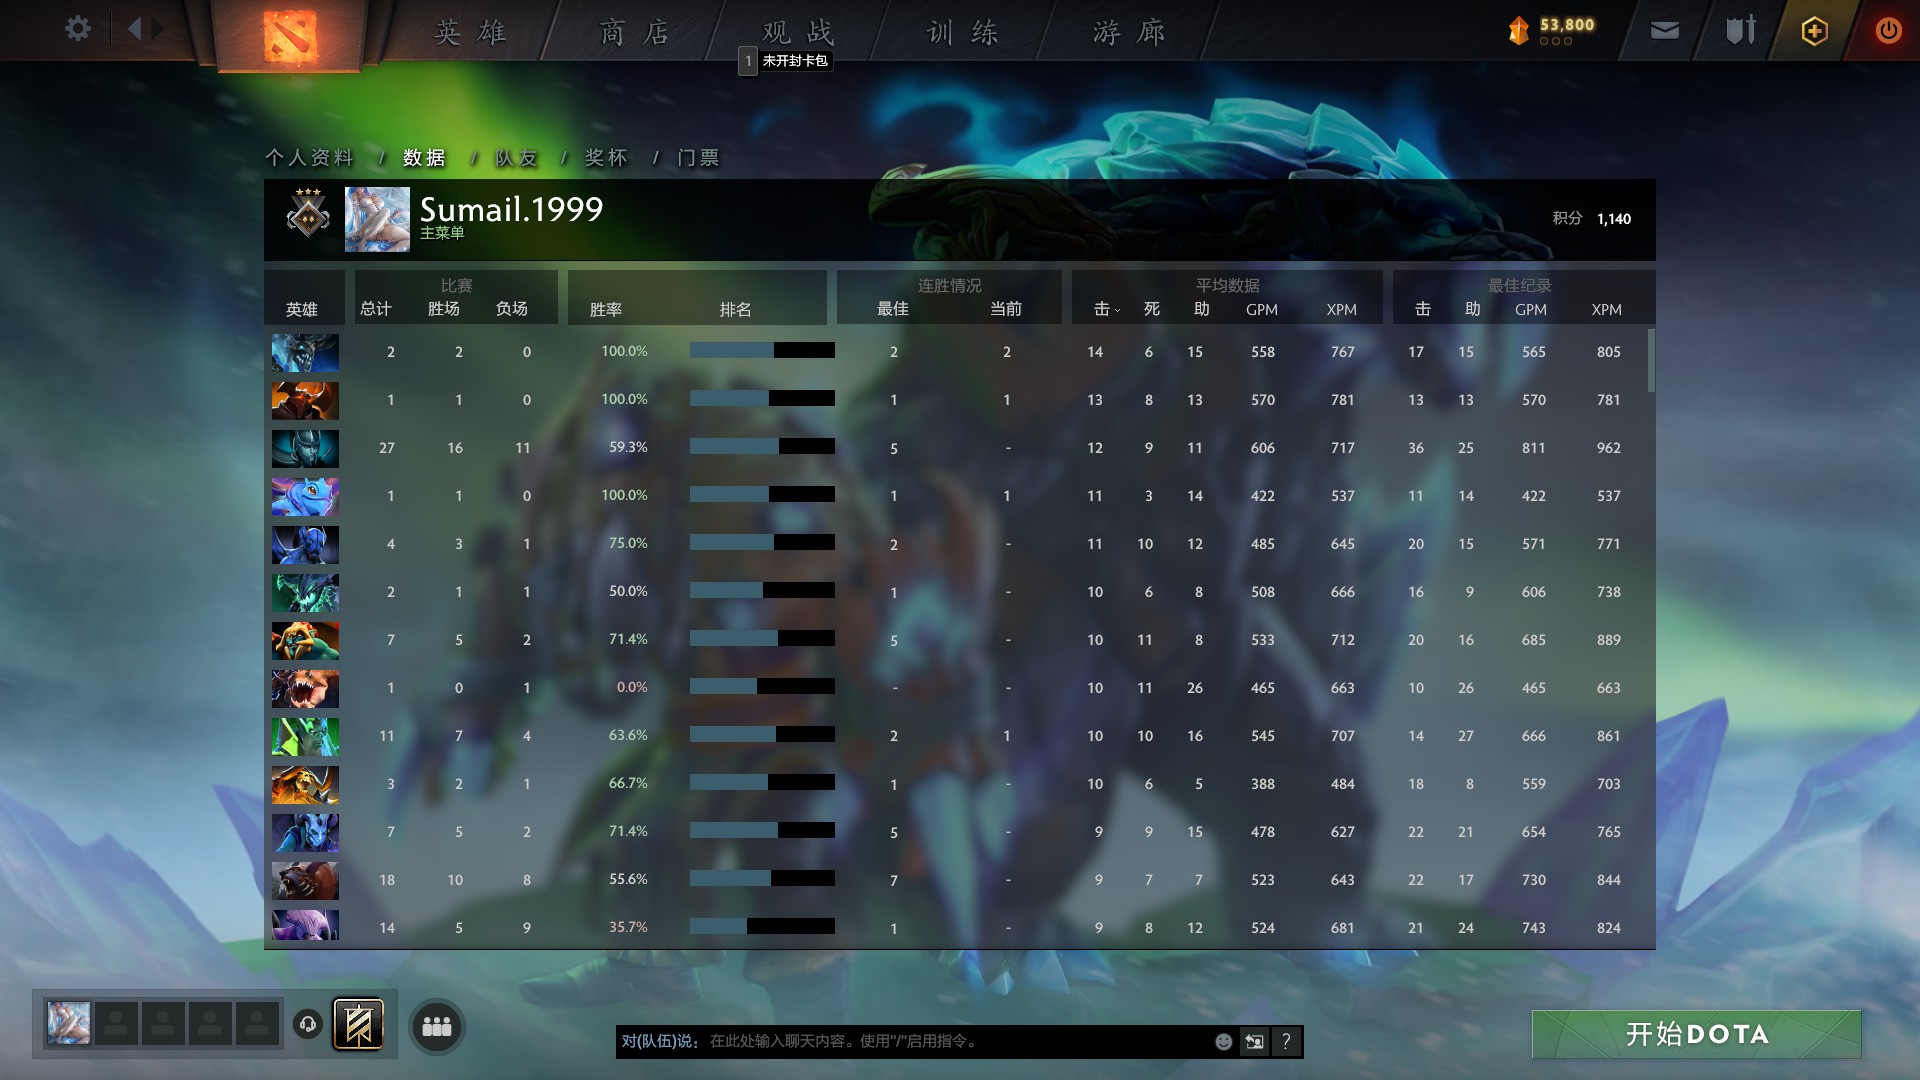 英雄 商店 观战 训练 游廊 53,800
1 未开封卡包
个人资料 / 数据 / 队友 / 奖杯 / 门票
Sumail.1999
主菜单
积分 1,140
比赛 连胜情况 平均数据 最佳纪录
英雄 总计 胜场 负场 胜率 排名 最佳 当前 击 死 助 GPM XPM 击 助 GPM XPM
2 2 0 100.0% 2 2 14 6 15 558 767 17 15 565 805
1 1 0 100.0% 1 1 13 8 13 570 781 13 13 570 781
27 16 11 59.3% 5 - 12 9 11 606 717 36 25 811 962
1 1 0 100.0% 1 1 11 3 14 422 537 11 14 422 537
4 3 1 75.0% 2 - 11 10 12 485 645 20 15 571 771
2 1 1 50.0% 1 - 10 6 8 508 666 16 9 606 738
7 5 2 71.4% 5 - 10 11 8 533 712 20 16 685 889
1 0 1 0.0% - - 10 11 26 465 663 10 26 465 663
11 7 4 63.6% 2 1 10 10 16 545 707 14 27 666 861
3 2 1 66.7% 1 - 10 6 5 388 484 18 8 559 703
7 5 2 71.4% 5 - 9 9 15 478 627 22 21 654 765
18 10 8 55.6% 7 - 9 7 7 523 643 22 17 730 844
14 5 9 35.7% 1 - 9 8 12 524 681 21 24 743 824
对(队伍)说： 在此处输入聊天内容。使用“/”启用指令。 ?
开始DOTA